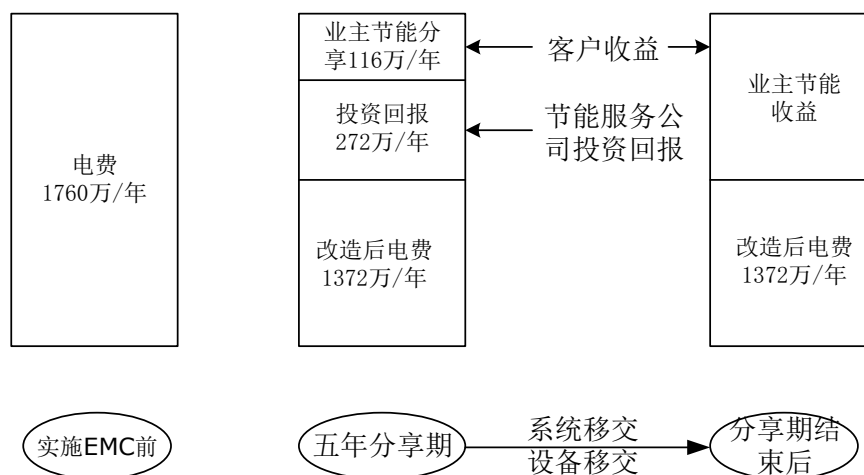 电费
1760万/年
业主节能分
享116万/年
投资回报
272万/年
改造后电费
1372万/年
客户收益
节能服务公
司投资回报
业主节能
收益
改造后电费
1372万/年
实施EMC前
五年分享期
系统移交
设备移交
分享期结
束后